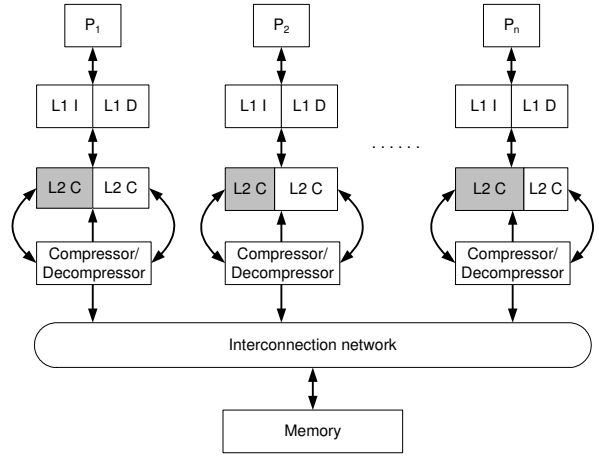 P1 P2 Pn
L1 I L1 D L1 I L1 D L1 I L1 D
. . . . . .
L2 C L2 C L2 C L2 C L2 C L2 C
Compressor/ Compressor/ Compressor/
Decompressor Decompressor Decompressor
Interconnection network
Memory